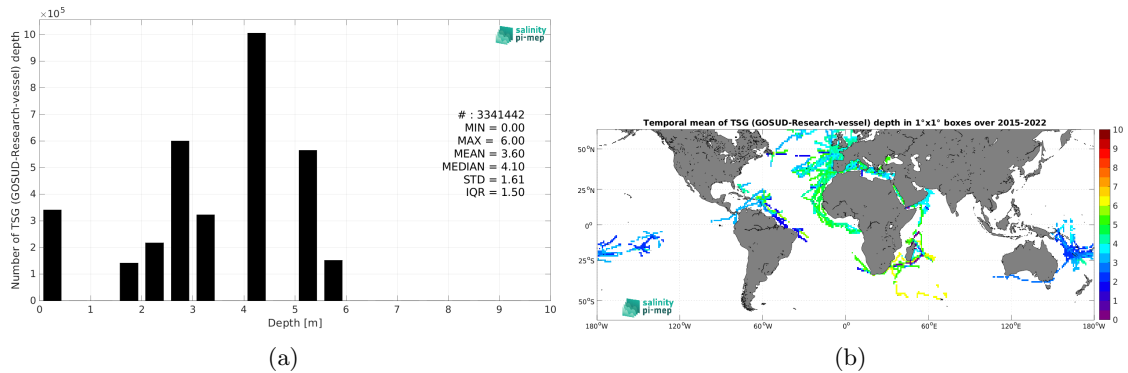 ×10⁵
10
9
8
7
6
5
4
3
2
1
0
Number of TSG (GOSUD-Research-vessel) depth
salinity
pi-mep
# : 3341442
MIN = 0.00
MAX = 6.00
MEAN = 3.60
MEDIAN = 4.10
STD = 1.61
IQR = 1.50
0 1 2 3 4 5 6 7 8 9 10
Depth [m]
(a)
Temporal mean of TSG (GOSUD-Research-vessel) depth in 1°x1° boxes over 2015-2022
50°N
25°N
0°
25°S
50°S
salinity
pi-mep
180°W 120°W 60°W 0° 60°E 120°E 180°W
10
9
8
7
6
5
4
3
2
1
0
(b)